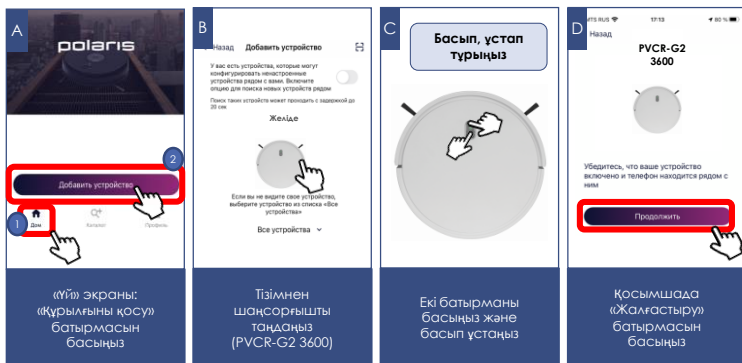 A
polaris
2
Добавить устройство
1
Дом
Каталог
Профиль
«Үй» экраны:
«Құрылғыны қосу»
батырмасын
басыңыз
B
Назад
Добавить устройство
У вас есть устройства, которые могут
конфигурировать ненастроенные
устройства рядом с вами. Включите
опцию для поиска новых устройств рядом
Поиск таких устройств может проходить с задержкой до
20 сек
Желіде
Если вы не видите свое устройство,
выберите устройство из списка «Все
устройства»
Все устройства
Тізімнен
шаңсорғышты
таңдаңыз
(PVCR-G2 3600)
C
Басып, ұстап
тұрыңыз
Екі батырманы
басыңыз және
басып ұстаңыз
D
MTS RUS
17:13
80 %
Назад
PVCR-G2
3600
Убедитесь, что ваше устройство
включено и телефон находится рядом с
ним
Продолжить
Қосымшада
«Жалғастыру»
батырмасын
басыңыз